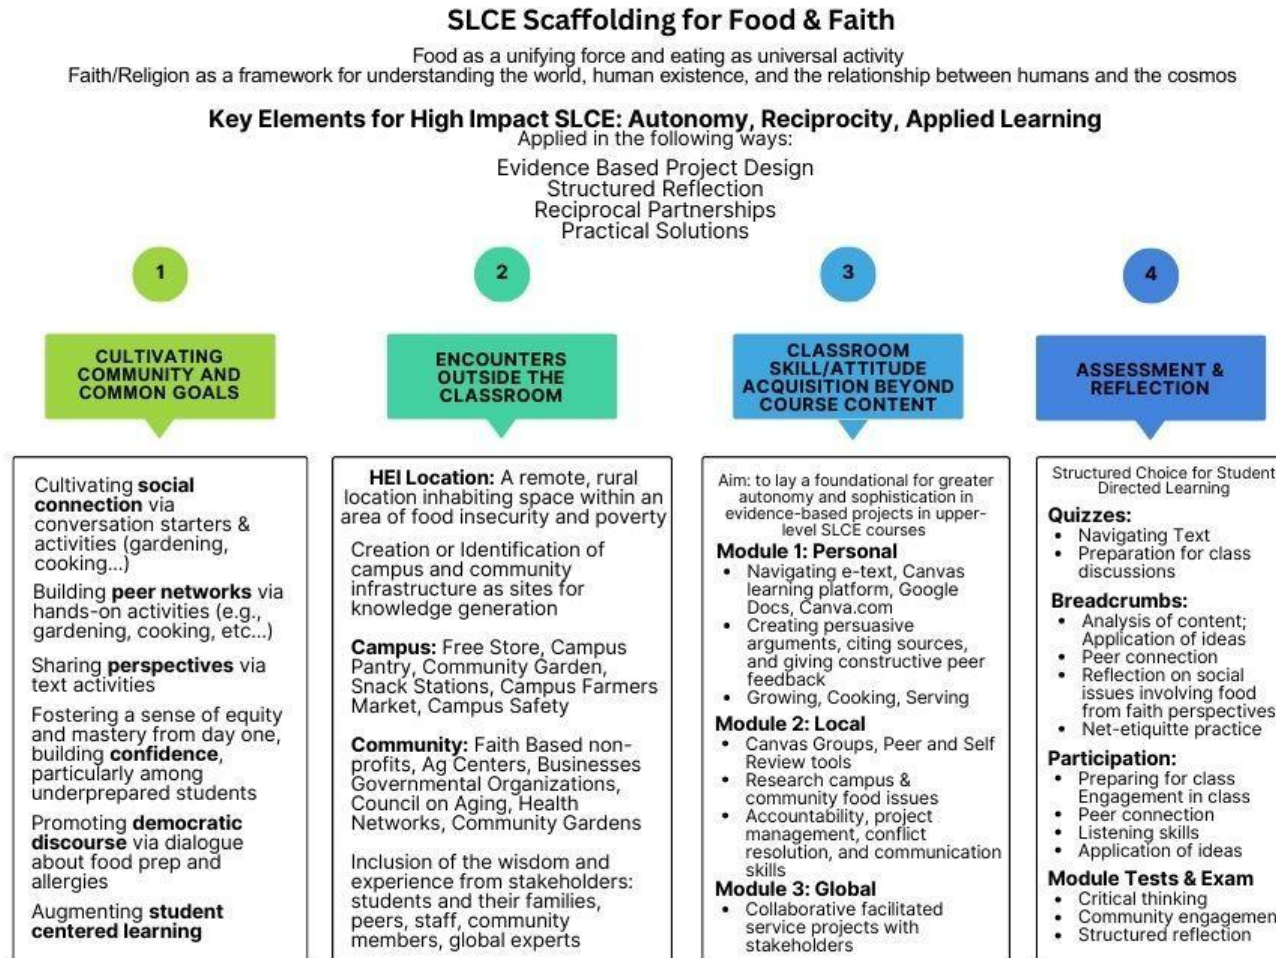 SLCE Scaffolding for Food & Faith
Food as a unifying force and eating as universal activity
Faith/Religion as a framework for understanding the world, human existence, and the relationship between humans and the cosmos
Key Elements for High Impact SLCE: Autonomy, Reciprocity, Applied Learning
Applied in the following ways:
Evidence Based Project Design
Structured Reflection
Reciprocal Partnerships
Practical Solutions
1
CULTIVATING
COMMUNITY AND
COMMON GOALS
Cultivating social
connection via
conversation starters &
activities (gardening,
cooking...)
Building peer networks via
hands-on activities (e.g.,
gardening, cooking, etc...)
Sharing perspectives via
text activities
Fostering a sense of equity
and mastery from day one,
building confidence,
particularly among
underprepared students
Promoting democratic
discourse via dialogue
about food prep and
allergies
Augmenting student
centered learning
2
ENCOUNTERS
OUTSIDE THE
CLASSROOM
HEI Location: A remote, rural
location inhabiting space within an
area of food insecurity and poverty
Creation or Identification of
campus and community
infrastructure as sites for
knowledge generation
Campus: Free Store, Campus
Pantry, Community Garden,
Snack Stations, Campus Farmers
Market, Campus Safety
Community: Faith Based non-
profits, Ag Centers, Businesses
Governmental Organizations,
Council on Aging, Health
Networks, Community Gardens
Inclusion of the wisdom and
experience from stakeholders:
students and their families,
peers, staff, community
members, global experts
3
CLASSROOM
SKILL/ATTITUDE
ACQUISITION BEYOND
COURSE CONTENT
Aim: to lay a foundational for greater
autonomy and sophistication in
evidence-based projects in upper-
level SLCE courses
Module 1: Personal
• Navigating e-text, Canvas
learning platform, Google
Docs, Canva.com
• Creating persuasive
arguments, citing sources,
and giving constructive peer
feedback
• Growing, Cooking, Serving
Module 2: Local
• Canvas Groups, Peer and Self
Review tools
• Research campus &
community food issues
• Accountability, project
management, conflict
resolution, and communication
skills
Module 3: Global
• Collaborative facilitated
service projects with
stakeholders
4
ASSESSMENT &
REFLECTION
Structured Choice for Student
Directed Learning
Quizzes:
• Navigating Text
• Preparation for class
discussions
Breadcrumbs:
• Analysis of content;
Application of ideas
• Peer connection
• Reflection on social
issues involving food
from faith perspectives
• Net-etiquitte practice
Participation:
• Preparing for class
Engagement in class
• Peer connection
• Listening skills
• Application of ideas
Module Tests & Exam
• Critical thinking
• Community engagemen
• Structured reflection